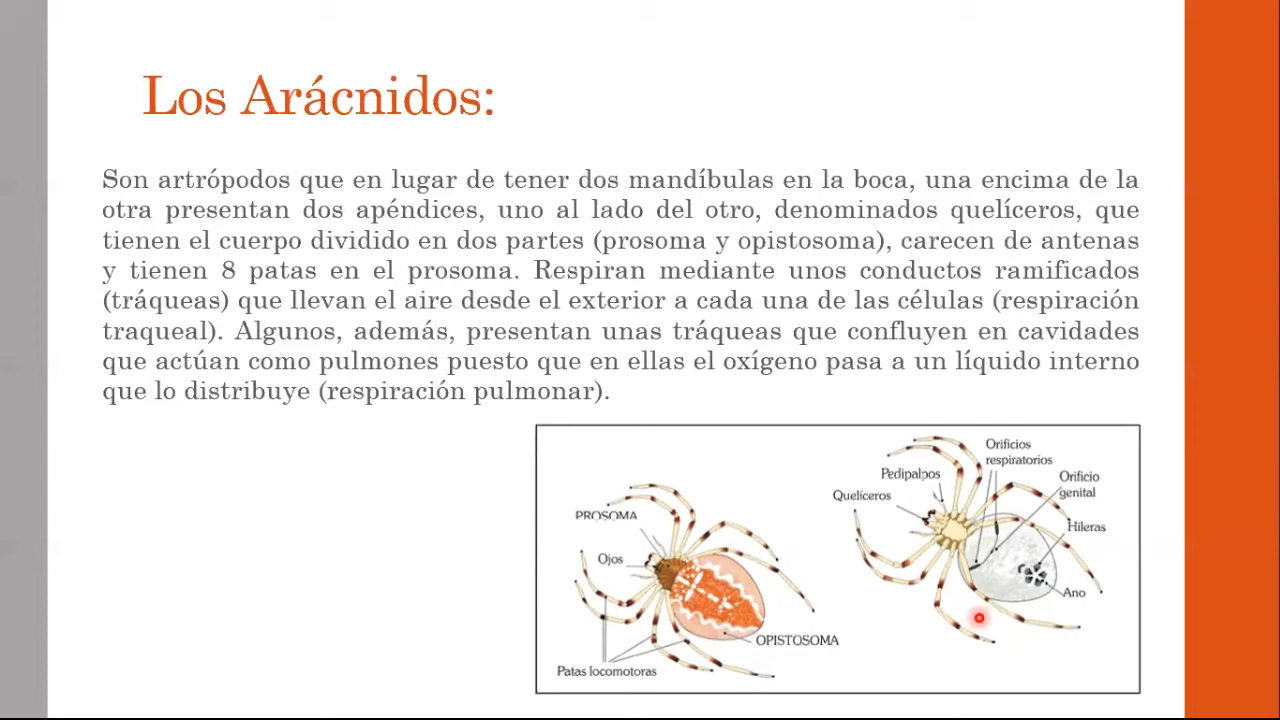 Los Arácnidos:
Son artrópodos que en lugar de tener dos mandíbulas en la boca, una encima de la
otra presentan dos apéndices, uno al lado del otro, denominados quelíceros, que
tienen el cuerpo dividido en dos partes (prosoma y opistosoma), carecen de antenas
y tienen 8 patas en el prosoma. Respiran mediante unos conductos ramificados
(tráqueas) que llevan el aire desde el exterior a cada una de las células (respiración
traqueal). Algunos, además, presentan unas tráqueas que confluyen en cavidades
que actúan como pulmones puesto que en ellas el oxígeno pasa a un líquido interno
que lo distribuye (respiración pulmonar).
PROSOMA
Ojos
OPISTOSOMA
Patas locomotoras
Orificios
respiratorios
Pedipalpos
Quelíceros
Orificio
genital
Hileras
Ano